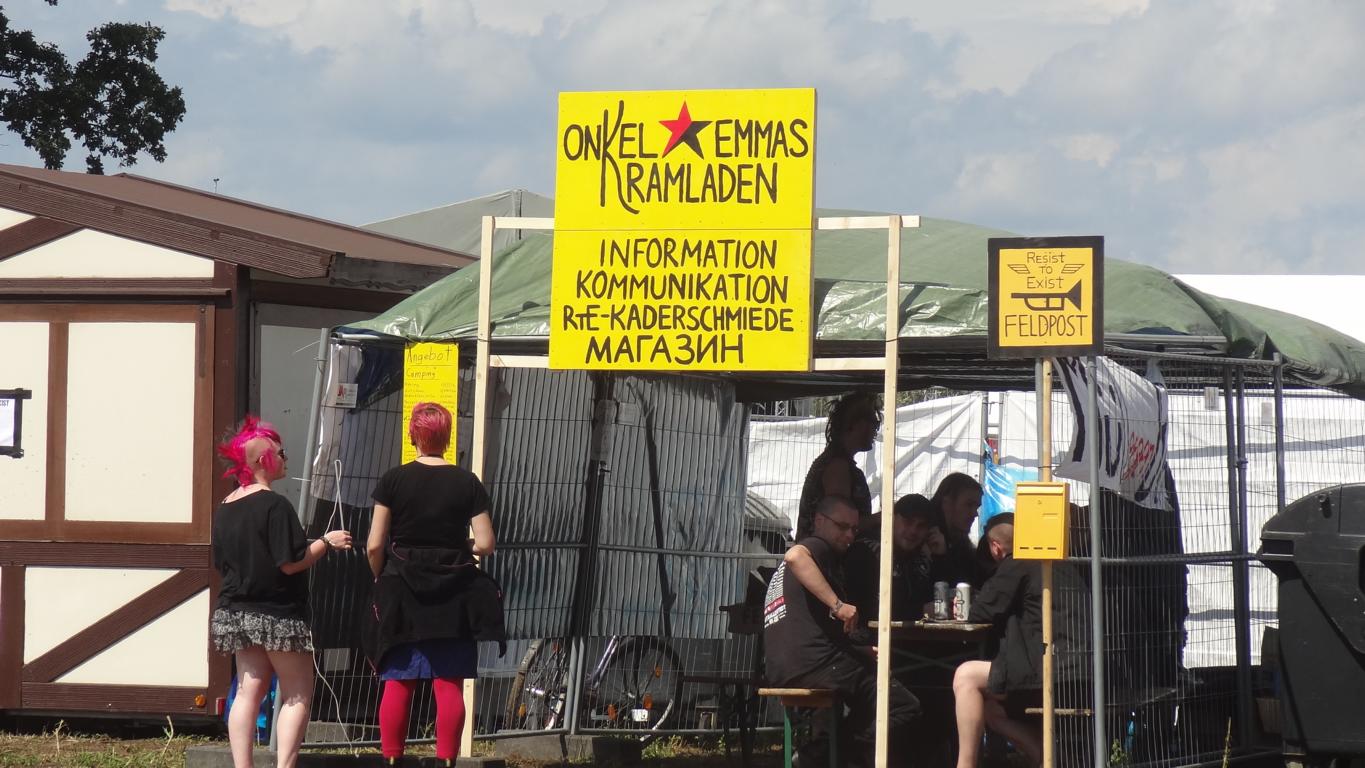 ONKEL EMMAS
KRAMLADEN
INFORMATION
KOMMUNIKATION
RTE-KADERSCHMIEDE
МАГАЗИН
RESIST
TO
EXIST
FELDPOST
Angebot
Camping